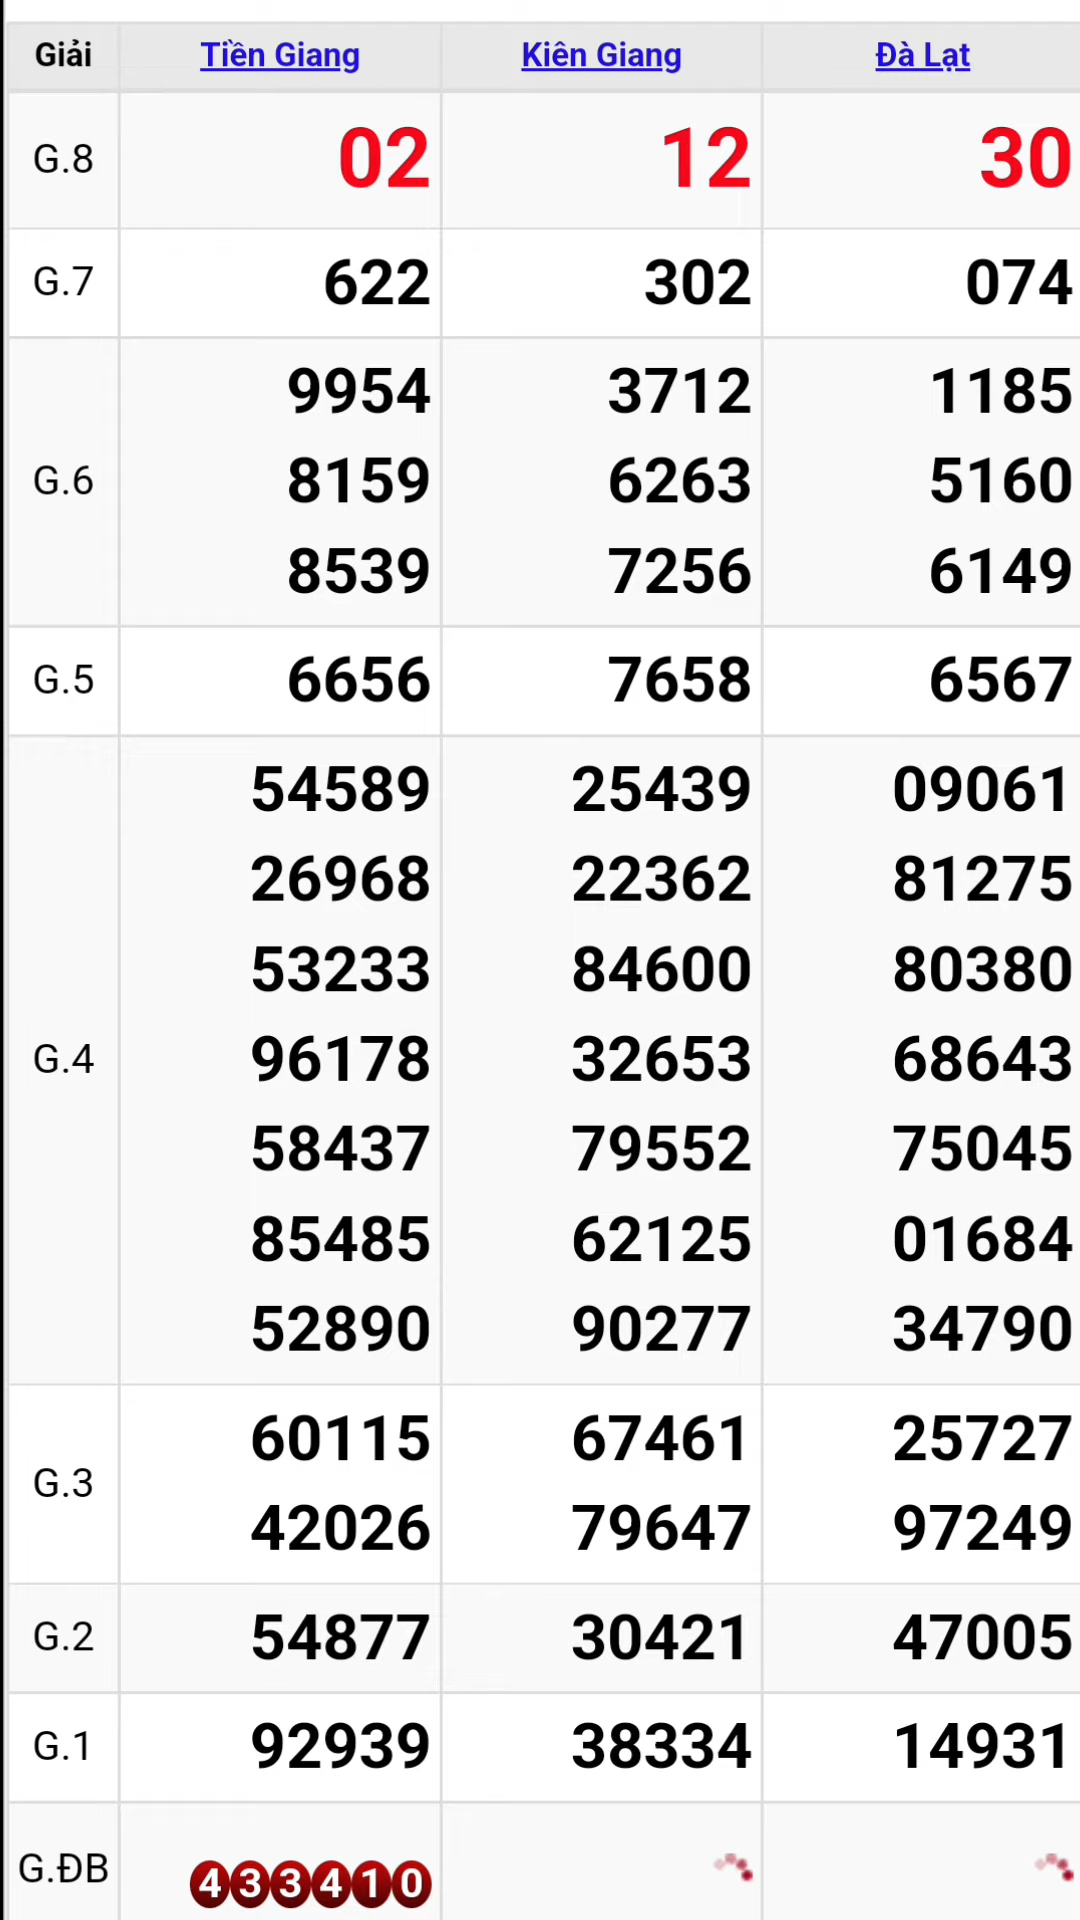 Giải Tiền Giang Kiên Giang Đà Lạt
G.8 02 12 30
G.7 622 302 074
9954 3712 1185
G.6 8159 6263 5160
8539 7256 6149
G.5 6656 7658 6567
54589 25439 09061
26968 22362 81275
53233 84600 80380
G.4 96178 32653 68643
58437 79552 75045
85485 62125 01684
52890 90277 34790
G.3
60115 67461 25727
42026 79647 97249
G.2 54877 30421 47005
G.1 92939 38334 14931
G.ĐB 433410